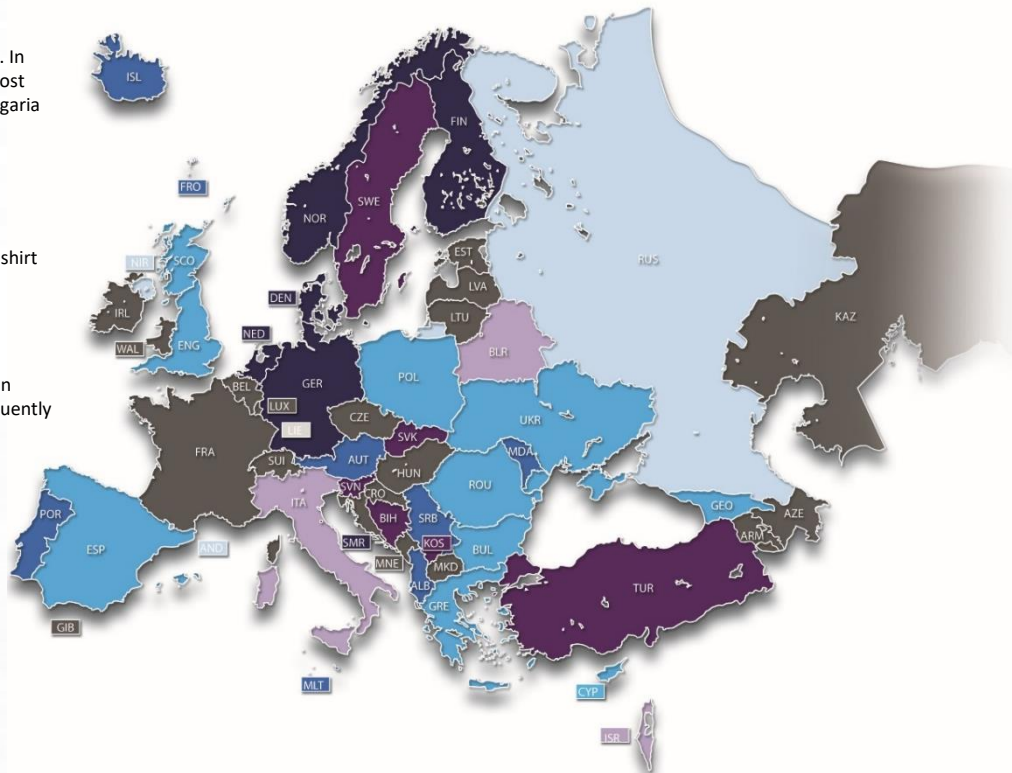 . In
ost
garia
shirt
n
uently
ISL
FRO
FIN
SWE
NOR
RUS
SCO
NIR
EST
LVA
IRL
DEN
LTU
KAZ
WAL
ENG
NED
BLR
BEL
GER
POL
LUX
CZE
UKR
LIE
FRA
SVK
SUI
AUT
HUN
MDA
SVN
CRO
ROU
ITA
POR
BIH
SRB
GEO
AZE
ESP
AND
SMR
KOS
BUL
ARM
MNE
MKD
ALB
TUR
GRE
GIB
MLT
CYP
ISR